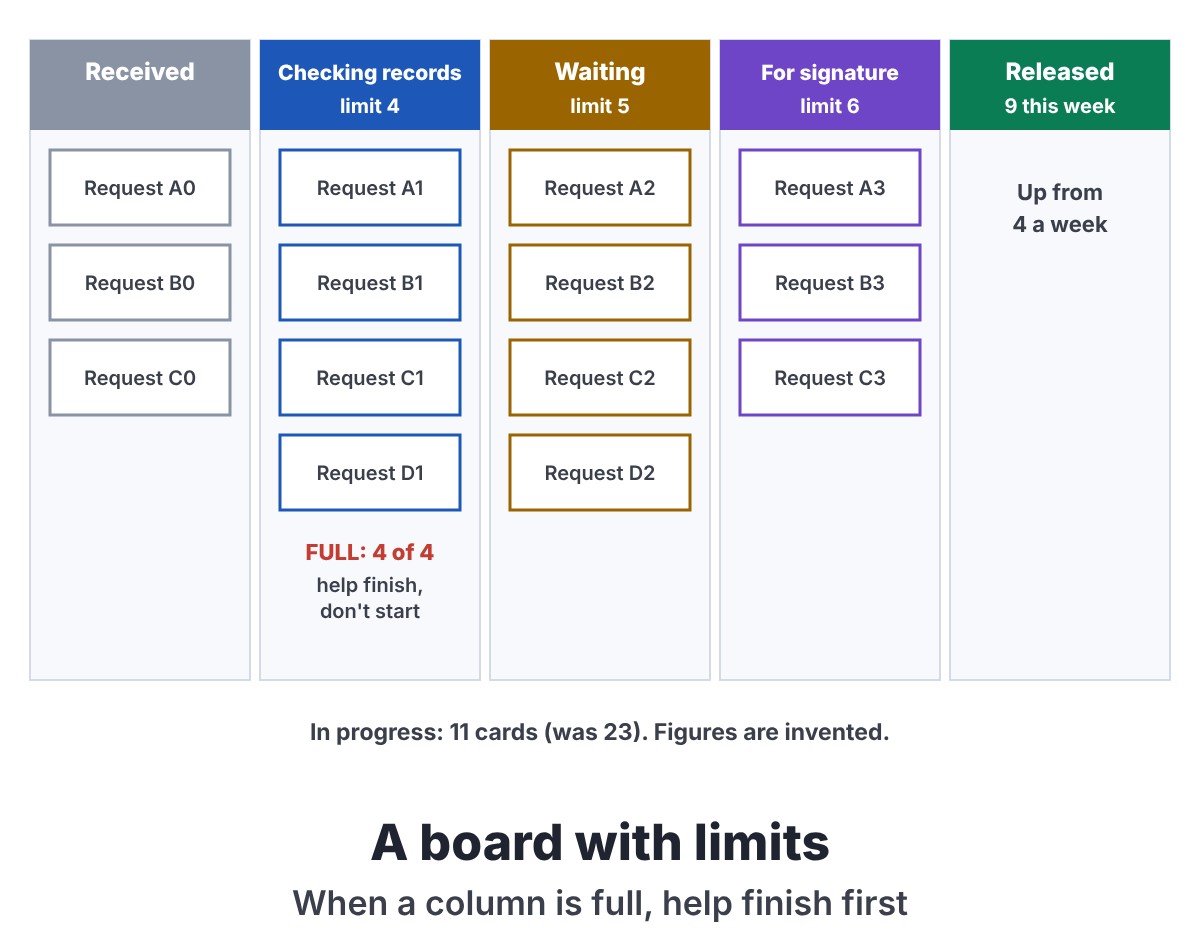 Received
Checking records
limit 4
Waiting
limit 5
For signature
limit 6
Released
9 this week
Request A0
Request B0
Request C0
Request A1
Request B1
Request C1
Request D1
FULL: 4 of 4
help finish,
don't start
Request A2
Request B2
Request C2
Request D2
Request A3
Request B3
Request C3
Up from
4 a week
In progress: 11 cards (was 23). Figures are invented.
A board with limits
When a column is full, help finish first